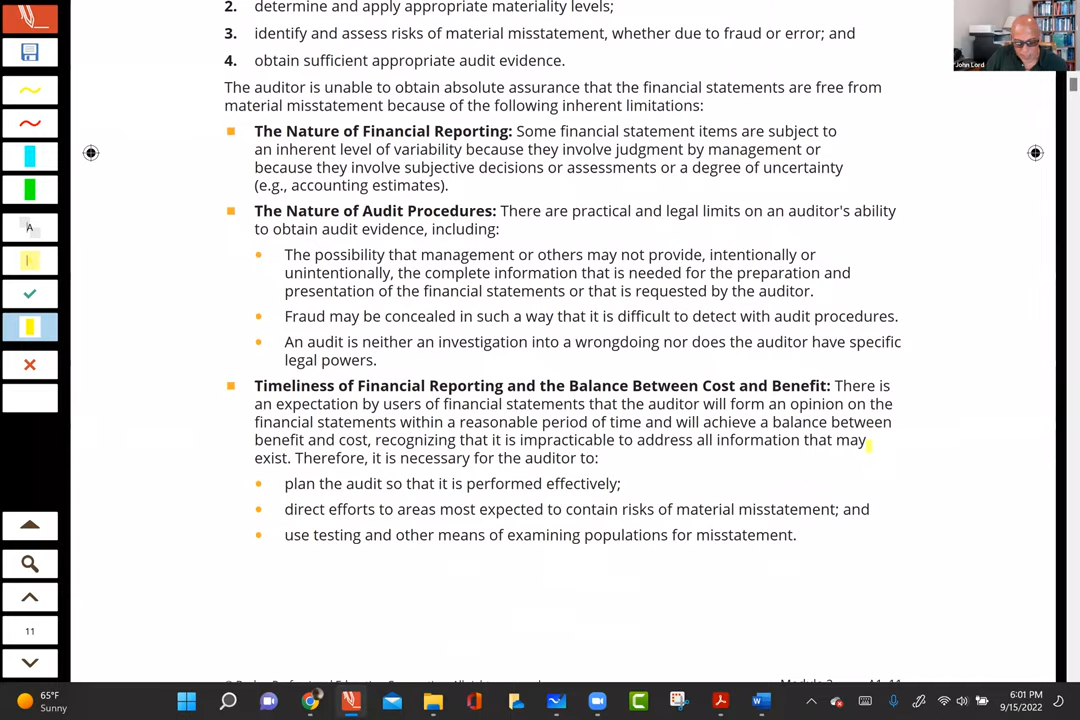 2. determine and apply appropriate materiality levels;
John Lord
3. identify and assess risks of material misstatement, whether due to fraud or error; and
4. obtain sufficient appropriate audit evidence.
The auditor is unable to obtain absolute assurance that the financial statements are free from
material misstatement because of the following inherent limitations:
The Nature of Financial Reporting: Some financial statement items are subject to
an inherent level of variability because they involve judgment by management or
because they involve subjective decisions or assessments or a degree of uncertainty
(e.g., accounting estimates).
The Nature of Audit Procedures: There are practical and legal limits on an auditor's ability
to obtain audit evidence, including:
The possibility that management or others may not provide, intentionally or
unintentionally, the complete information that is needed for the preparation and
presentation of the financial statements or that is requested by the auditor.
Fraud may be concealed in such a way that it is difficult to detect with audit procedures.
An audit is neither an investigation into a wrongdoing nor does the auditor have specific
legal powers.
Timeliness of Financial Reporting and the Balance Between Cost and Benefit: There is
an expectation by users of financial statements that the auditor will form an opinion on the
financial statements within a reasonable period of time and will achieve a balance between
benefit and cost, recognizing that it is impracticable to address all information that may
exist. Therefore, it is necessary for the auditor to:
plan the audit so that it is performed effectively;
direct efforts to areas most expected to contain risks of material misstatement; and
use testing and other means of examining populations for misstatement.
A
11
65°F
Sunny
6:01 PM
9/15/2022